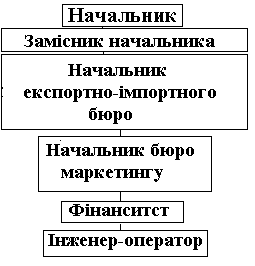 Начальник
Замісник начальника
Начальник
експортно-імпортного
бюро
Начальник бюро
маркетингу
Фінанситст
Інженер-оператор